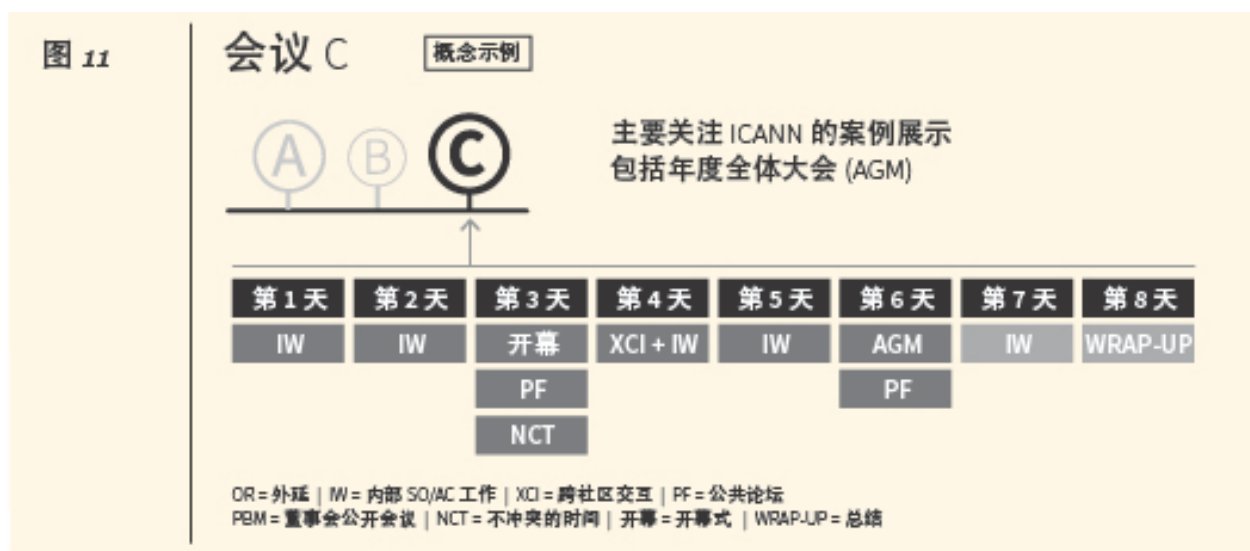 图 11
会议 C
概念示例
A B C
主要关注 ICANN 的案例展示
包括年度全体大会 (AGM)
第 1 天 第 2 天 第 3 天 第 4 天 第 5 天 第 6 天 第 7 天 第 8 天
IW IW 开幕 XCI + IW IW AGM IW WRAP-UP
PF PF
NCT
OR = 外延 | IW = 内部 SO/AC 工作 | XCI = 跨社区交互 | PF = 公共论坛
PBM = 董事会公开会议 | NCT = 不冲突的时间 | 开幕 = 开幕式 | WRAP-UP = 总结